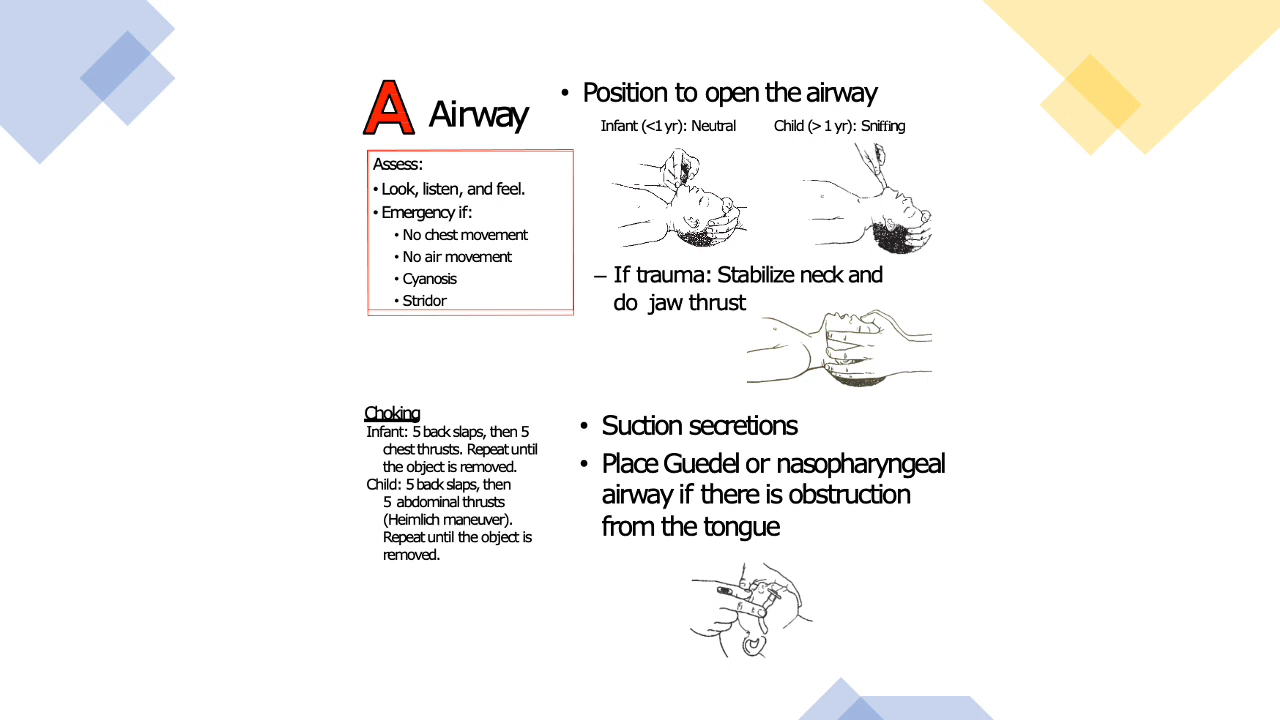 A Airway
Assess:
• Look, listen, and feel.
• Emergency if:
• No chest movement
• No air movement
• Cyanosis
• Stridor
• Position to open the airway
Infant (<1 yr): Neutral
Child (> 1 yr): Sniffing
– If trauma: Stabilize neck and
do jaw thrust
Choking
Infant: 5 back slaps, then 5
chest thrusts. Repeat until
the object is removed.
Child: 5 back slaps, then
5 abdominal thrusts
(Heimlich maneuver).
Repeat until the object is
removed.
• Suction secretions
• Place Guedel or nasopharyngeal
airway if there is obstruction
from the tongue